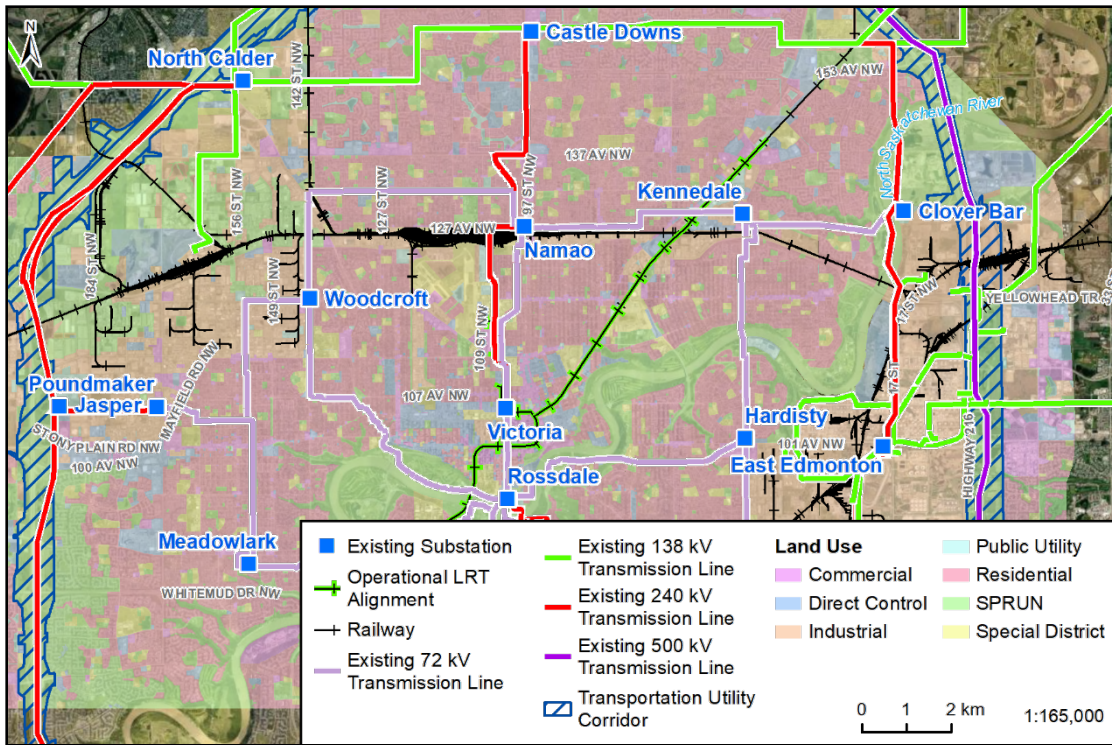 N
Castle Downs
North Calder
142 ST NW
153 AV NW
North Saskatchewan River
137 AV NW
156 ST NW
127 ST NW
97 ST NW
Kennedale
Clover Bar
127 AV NW
Namao
184 ST NW
149 ST NW
Woodcroft
17 ST NW
YELLOWHEAD TR
109 ST NW
MAYFIELD RD NW
Poundmaker
Jasper
107 AV NW
17 ST
Hardisty
STONY PLAIN RD NW
Victoria
101 AV NW
100 AV NW
East Edmonton
HIGHWAY 216
Rossdale
Meadowlark
WHITEMUD DR NW
Existing Substation
Operational LRT
Alignment
Railway
Existing 72 kV
Transmission Line
Existing 138 kV
Transmission Line
Existing 240 kV
Transmission Line
Existing 500 kV
Transmission Line
Transportation Utility
Corridor
Land Use
Commercial
Direct Control
Industrial
Public Utility
Residential
SPRUN
Special District
0 1 2 km
1:165,000